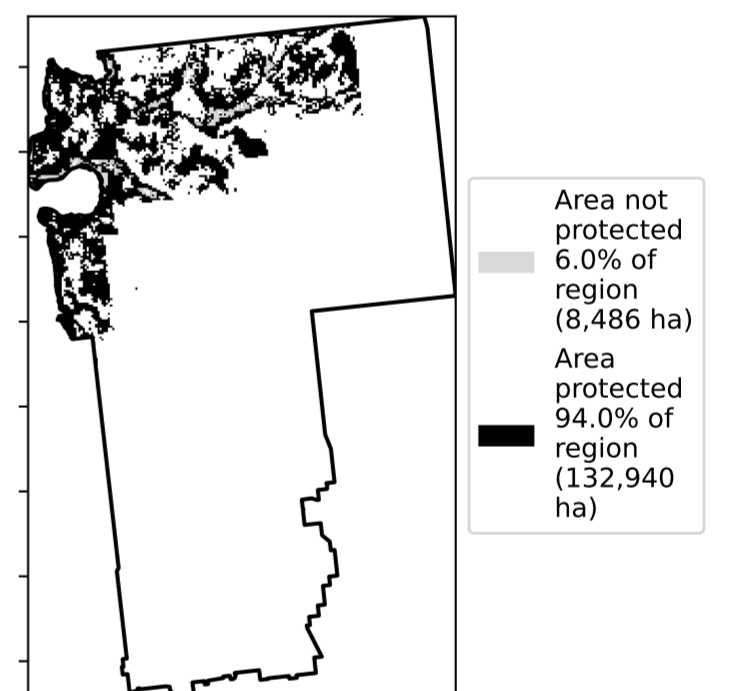 Area not
protected
6.0% of
region
(8,486 ha)
Area
protected
94.0% of
region
(132,940
ha)